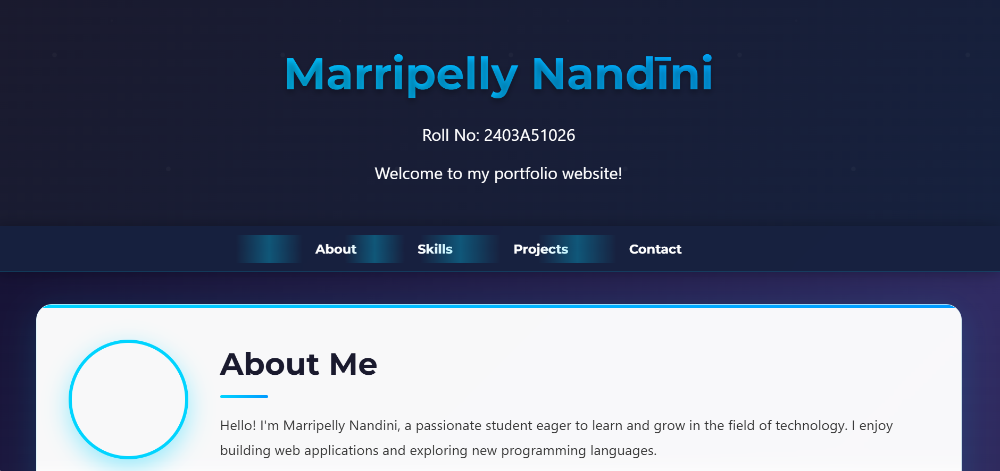 Marripelly Nandīni
Roll No: 2403A51026
Welcome to my portfolio website!
About Skills Projects Contact
About Me
Hello! I'm Marripelly Nandini, a passionate student eager to learn and grow in the field of technology. I enjoy
building web applications and exploring new programming languages.